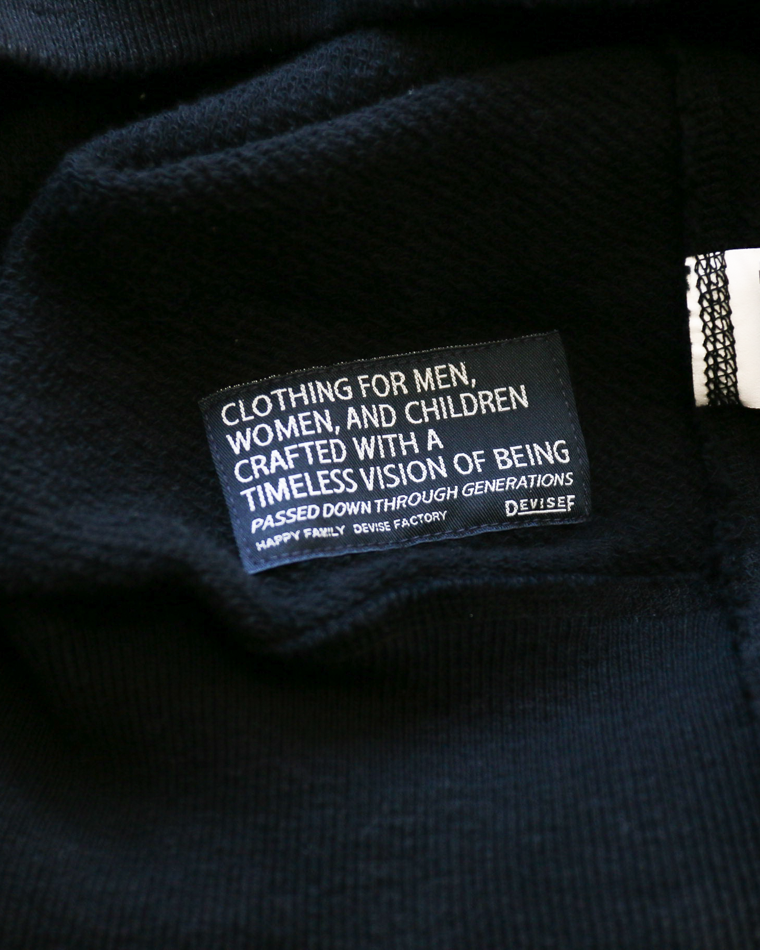 CLOTHING FOR MEN,
WOMEN, AND CHILDREN
CRAFTED WITH A
TIMELESS VISION OF BEING
PASSED DOWN THROUGH GENERATIONS
HAPPY FAMILY DEVISE FACTORY
DEVISEF